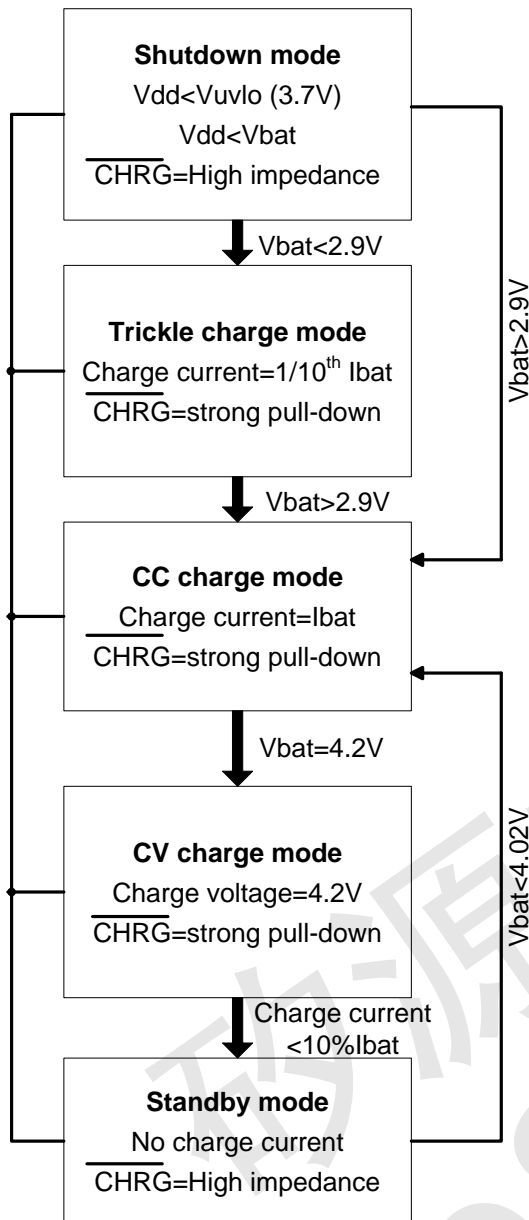 Shutdown mode
Vdd<Vuvlo (3.7V)
Vdd<Vbat
CHRG=High impedance
Vbat<2.9V
Vbat>2.9V
Trickle charge mode
Charge current=1/10th Ibat
CHRG=strong pull-down
Vbat>2.9V
CC charge mode
Charge current=Ibat
CHRG=strong pull-down
Vbat=4.2V
Vbat<4.02V
CV charge mode
Charge voltage=4.2V
CHRG=strong pull-down
Charge current
<10%Ibat
Standby mode
No charge current
CHRG=High impedance
矽源